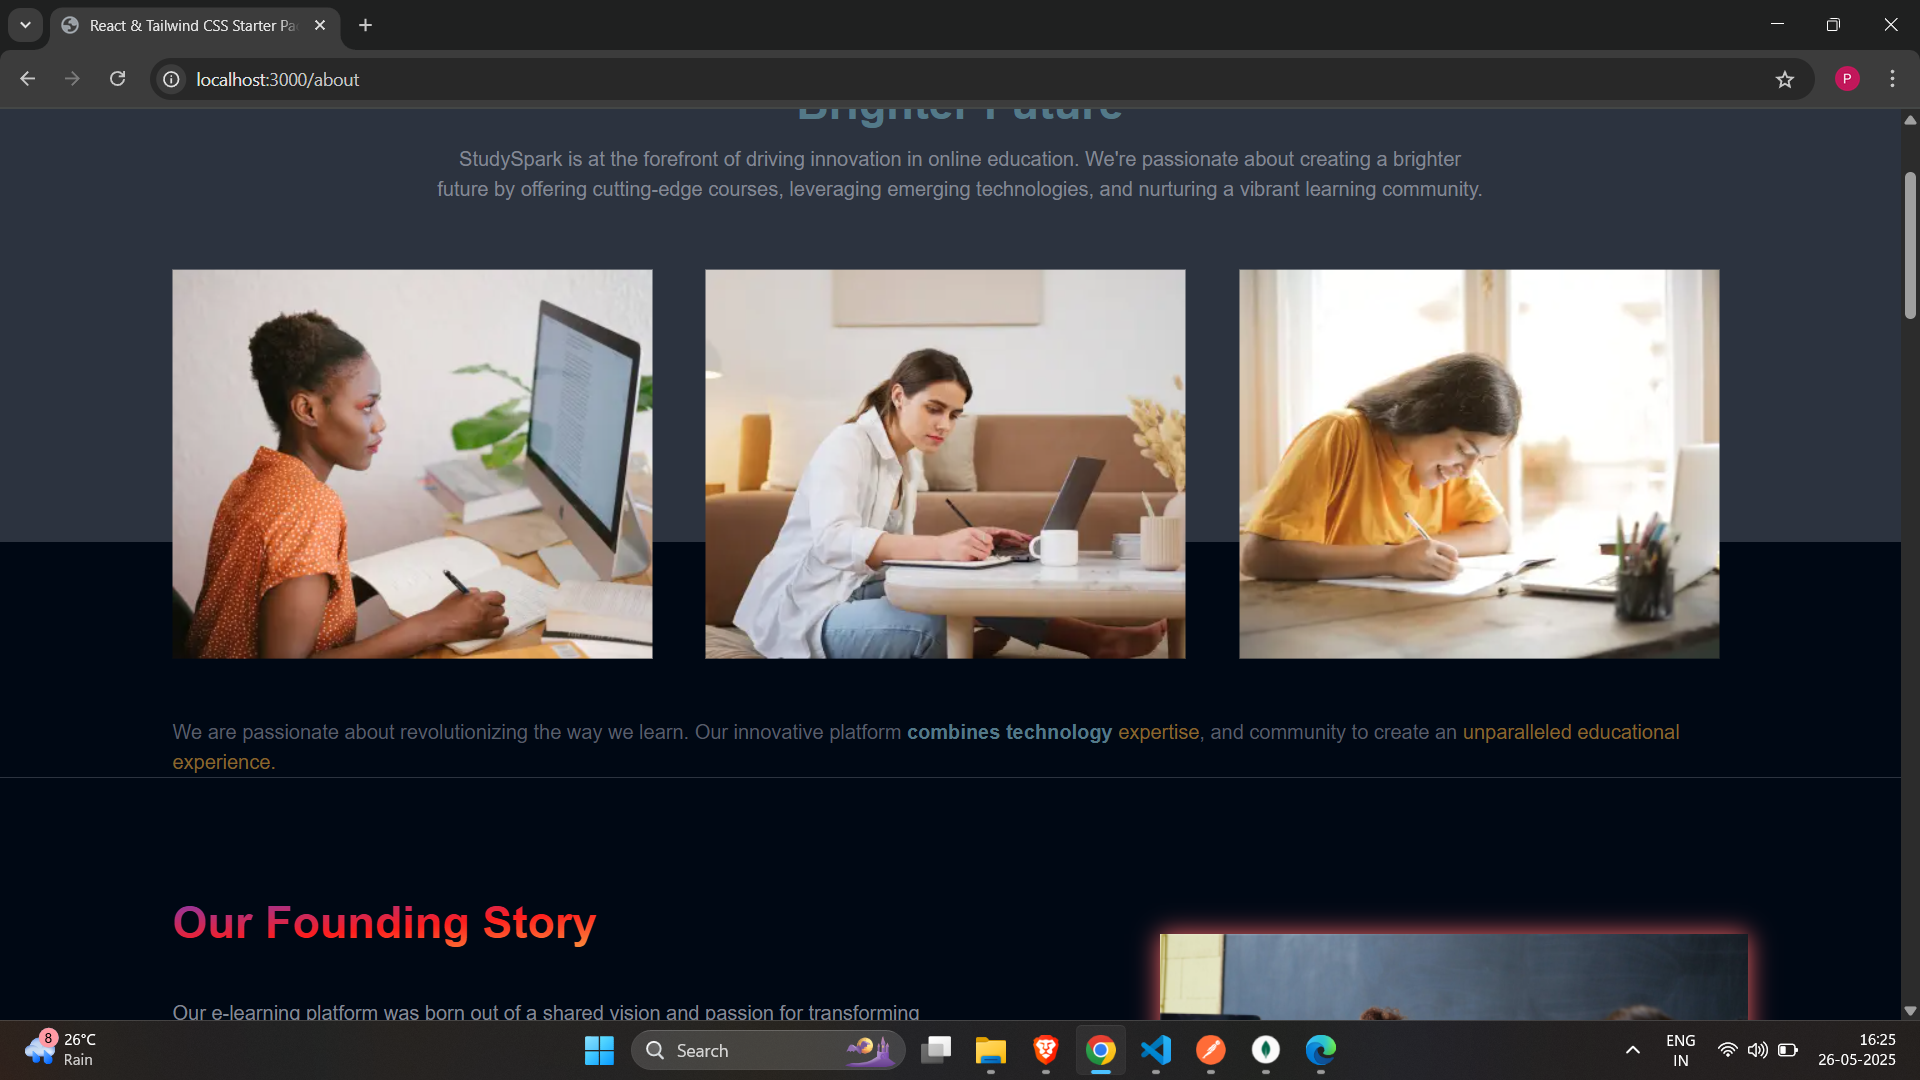 React & Tailwind CSS Starter Pa
localhost:3000/about
P
Brighter Future
StudySpark is at the forefront of driving innovation in online education. We're passionate about creating a brighter
future by offering cutting-edge courses, leveraging emerging technologies, and nurturing a vibrant learning community.
We are passionate about revolutionizing the way we learn. Our innovative platform combines technology expertise, and community to create an unparalleled educational
experience.
Our Founding Story
Our e-learning platform was born out of a shared vision and passion for transforming
8
26°C
Rain
Search
ENG
IN
16:25
26-05-2025